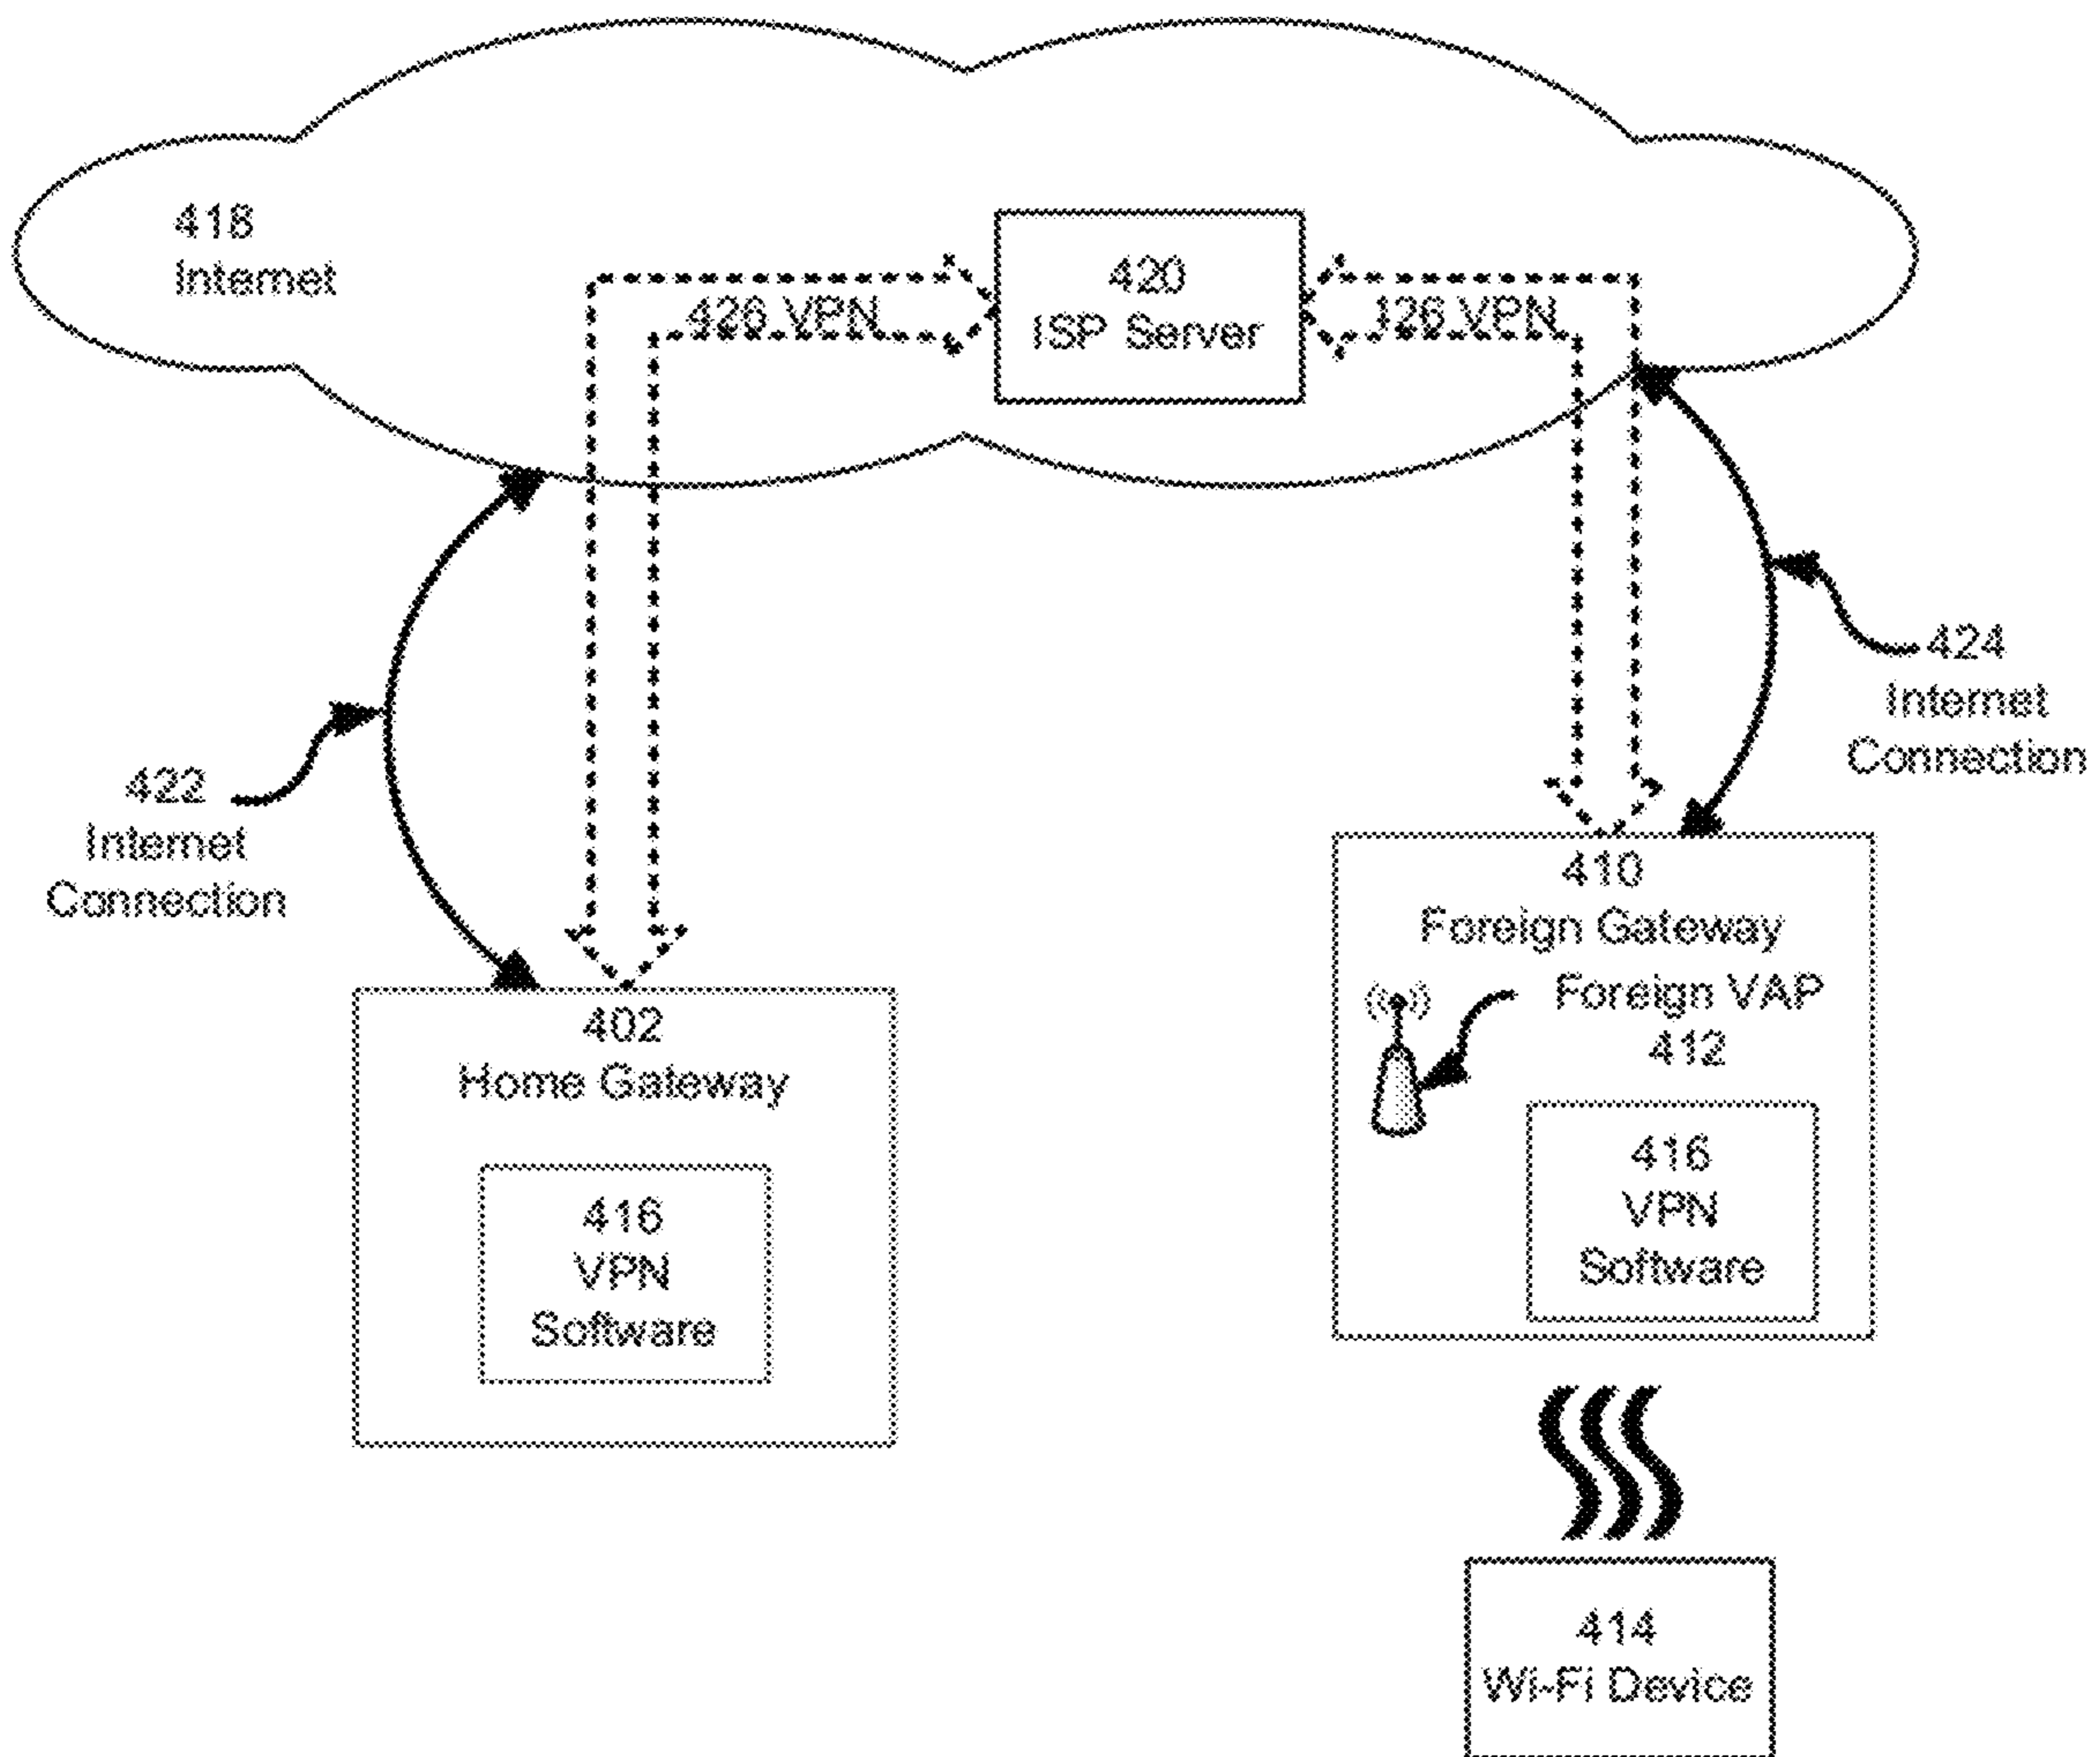 418
Internet
420
ISP Server
426 VPN
126 VPN
424
Internet
Connection
422
Internet
Connection
410
Foreign Gateway
Foreign VAP
412
416
VPN
Software
402
Home Gateway
416
VPN
Software
414
Wi-Fi Device